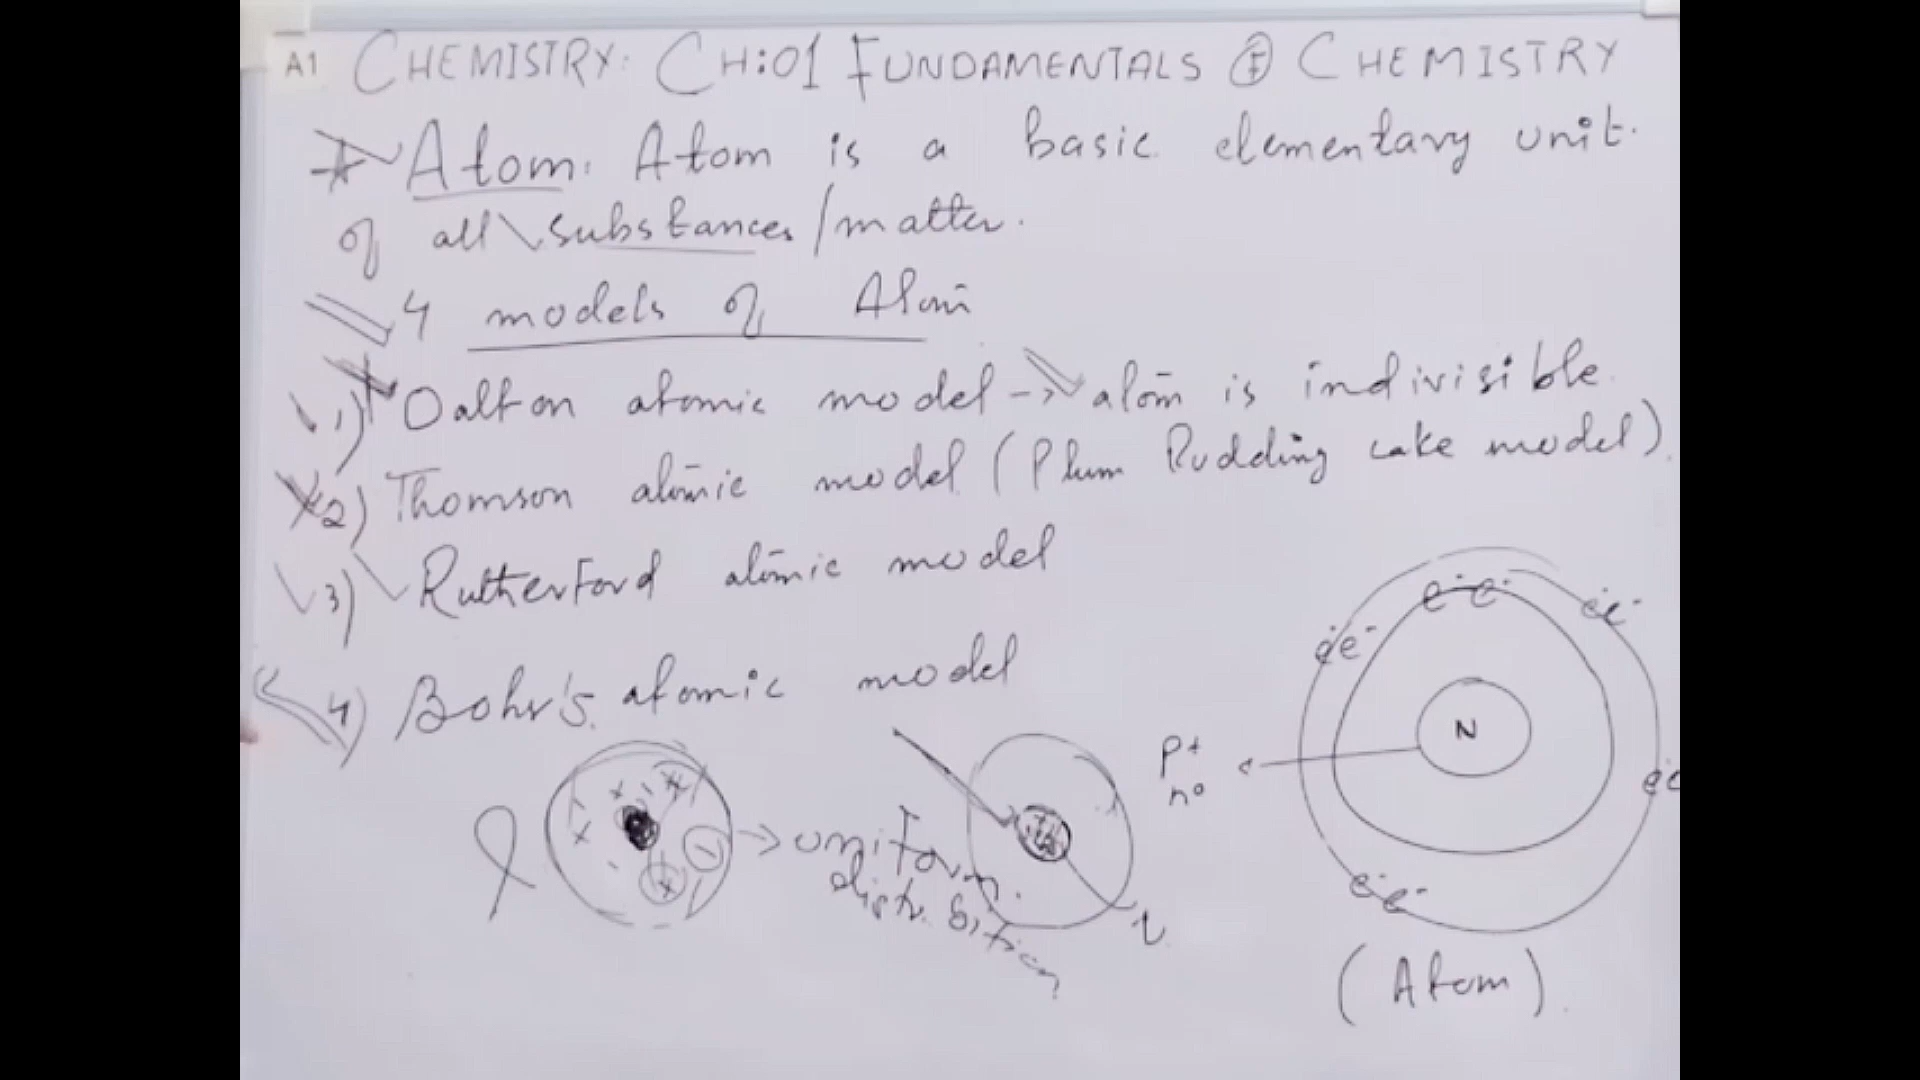 A1 CHEMISTRY: CH:01 FUNDAMENTALS OF CHEMISTRY
Atom. Atom is a basic elementary unit.
of all substances/matter.
4 models of Atom
1) Dalton atomic model -> atom is indivisible.
2) Thomson atomic model (Plum Pudding cake model)
3) Rutherford atomic model
4) Bohr's atomic model
e- e-
e-e-
e-e-
N
P+
n°
-> uniform.
distribution
e-e-
(Atom)